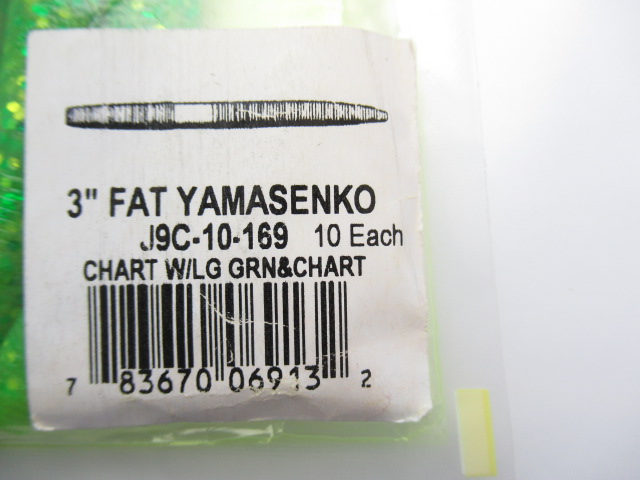 3" FAT YAMASENKO
J9C-10-169 10 Each
CHART W/LG GRN&CHART
7 83670 06913 2